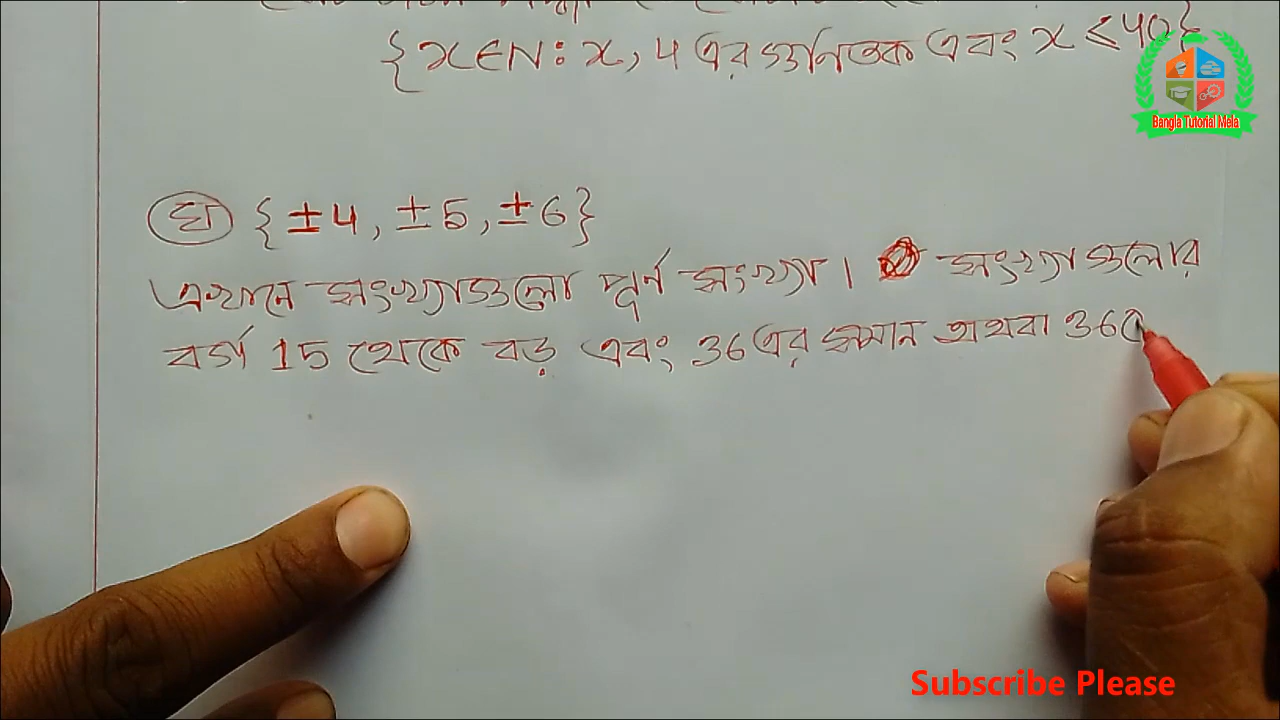 {x∈N : x, 4 এর গুনিতক এবং x ≤ 40}
Bangla Tutorial Mela
ঘ {±4, ±5, ±6}
এখানে সংখ্যাগুলো পূর্ন সংখ্যা। সংখ্যাগুলোর
বর্গ 15 থেকে বড় এবং 36 এর সমান অথবা 36
Subscribe Please